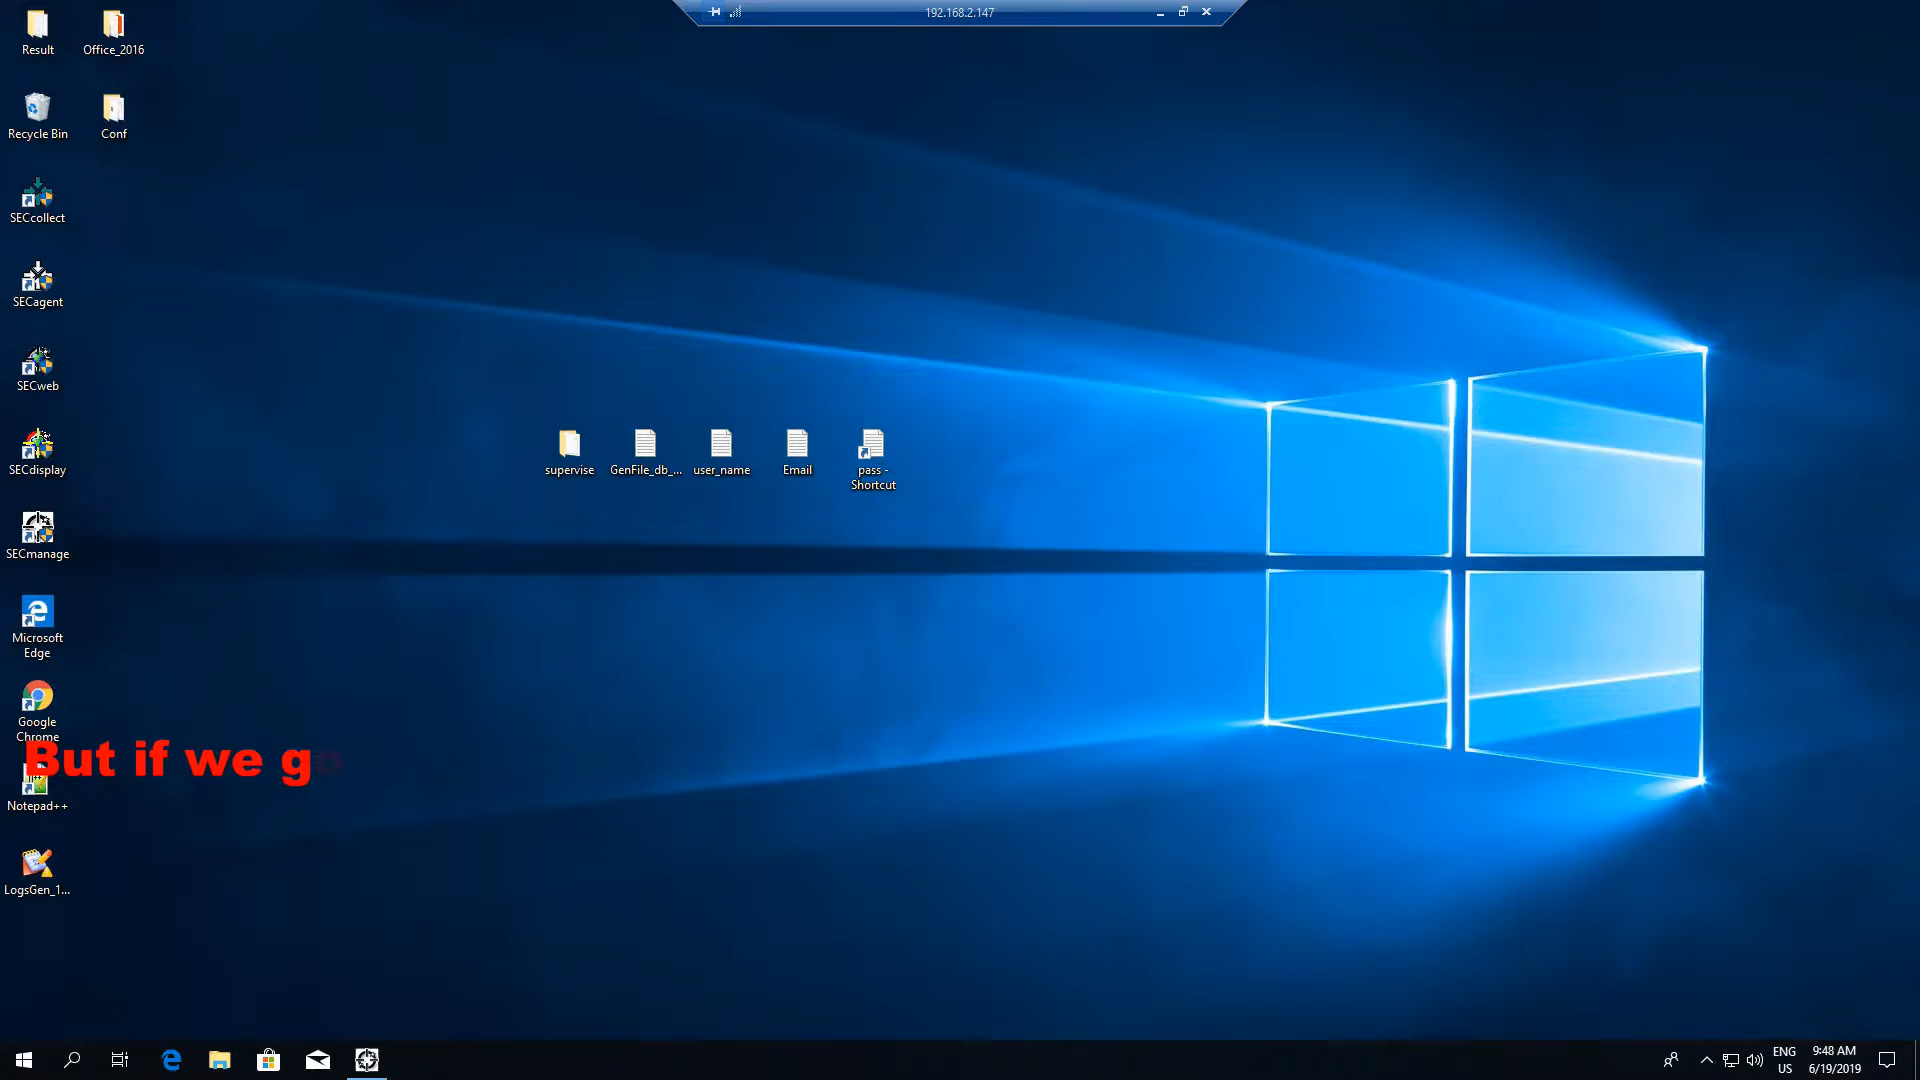 192.168.2.147
Result
Office_2016
Recycle Bin
Conf
SECcollect
SECagent
SECweb
SECdisplay
supervise
GenFile_db_...
user_name
Email
pass -
Shortcut
SECmanage
Microsoft
Edge
Google
Chrome
But if we go
Notepad++
LogsGen_1...
ENG
US
9:48 AM
6/19/2019